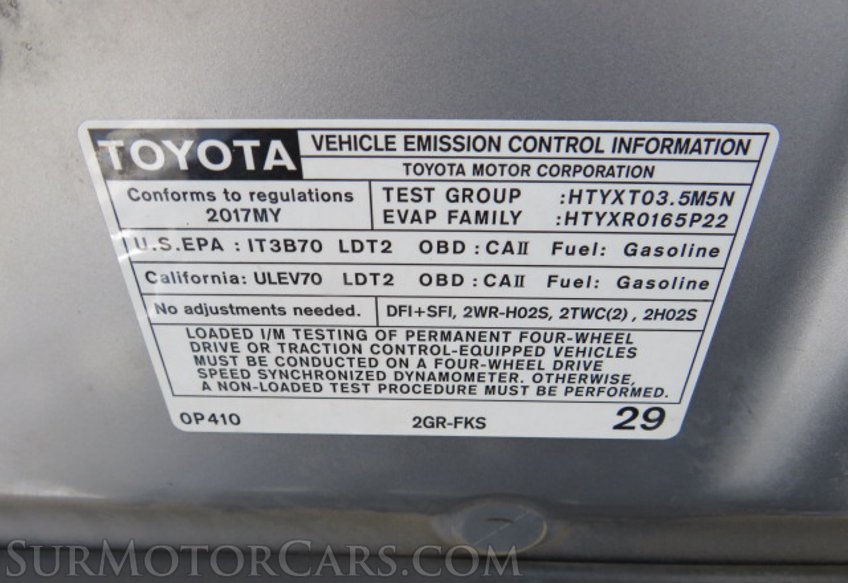 TOYOTA
VEHICLE EMISSION CONTROL INFORMATION
TOYOTA MOTOR CORPORATION
Conforms to regulations
2017MY
TEST GROUP :HTYXT03.5M5N
EVAP FAMILY :HTYXR0165P22
U.S.EPA : IT3B70 LDT2 OBD : CAII Fuel: Gasoline
California: ULEV70 LDT2 OBD : CAII Fuel: Gasoline
No adjustments needed.
DFI+SFI, 2WR-HO2S, 2TWC(2) , 2HO2S
LOADED I/M TESTING OF PERMANENT FOUR-WHEEL
DRIVE OR TRACTION CONTROL-EQUIPPED VEHICLES
MUST BE CONDUCTED ON A FOUR-WHEEL DRIVE
SPEED SYNCHRONIZED DYNAMOMETER. OTHERWISE,
A NON-LOADED TEST PROCEDURE MUST BE PERFORMED.
0P410 2GR-FKS 29
SURMOTORCARS.COM